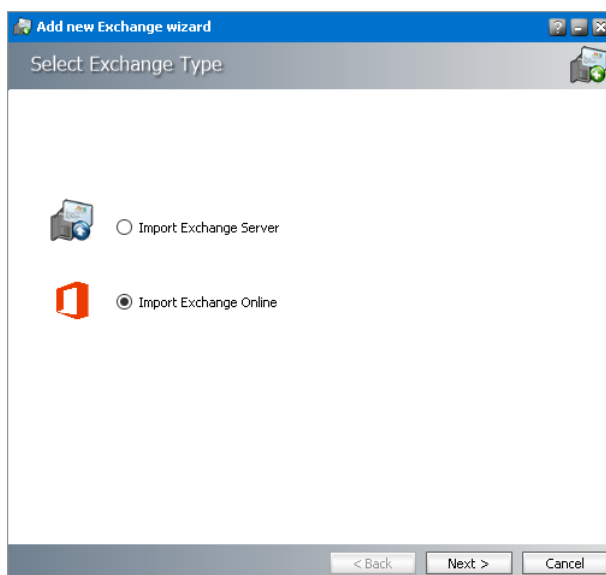 Add new Exchange wizard
Select Exchange Type
Import Exchange Server
Import Exchange Online
< Back Next > Cancel